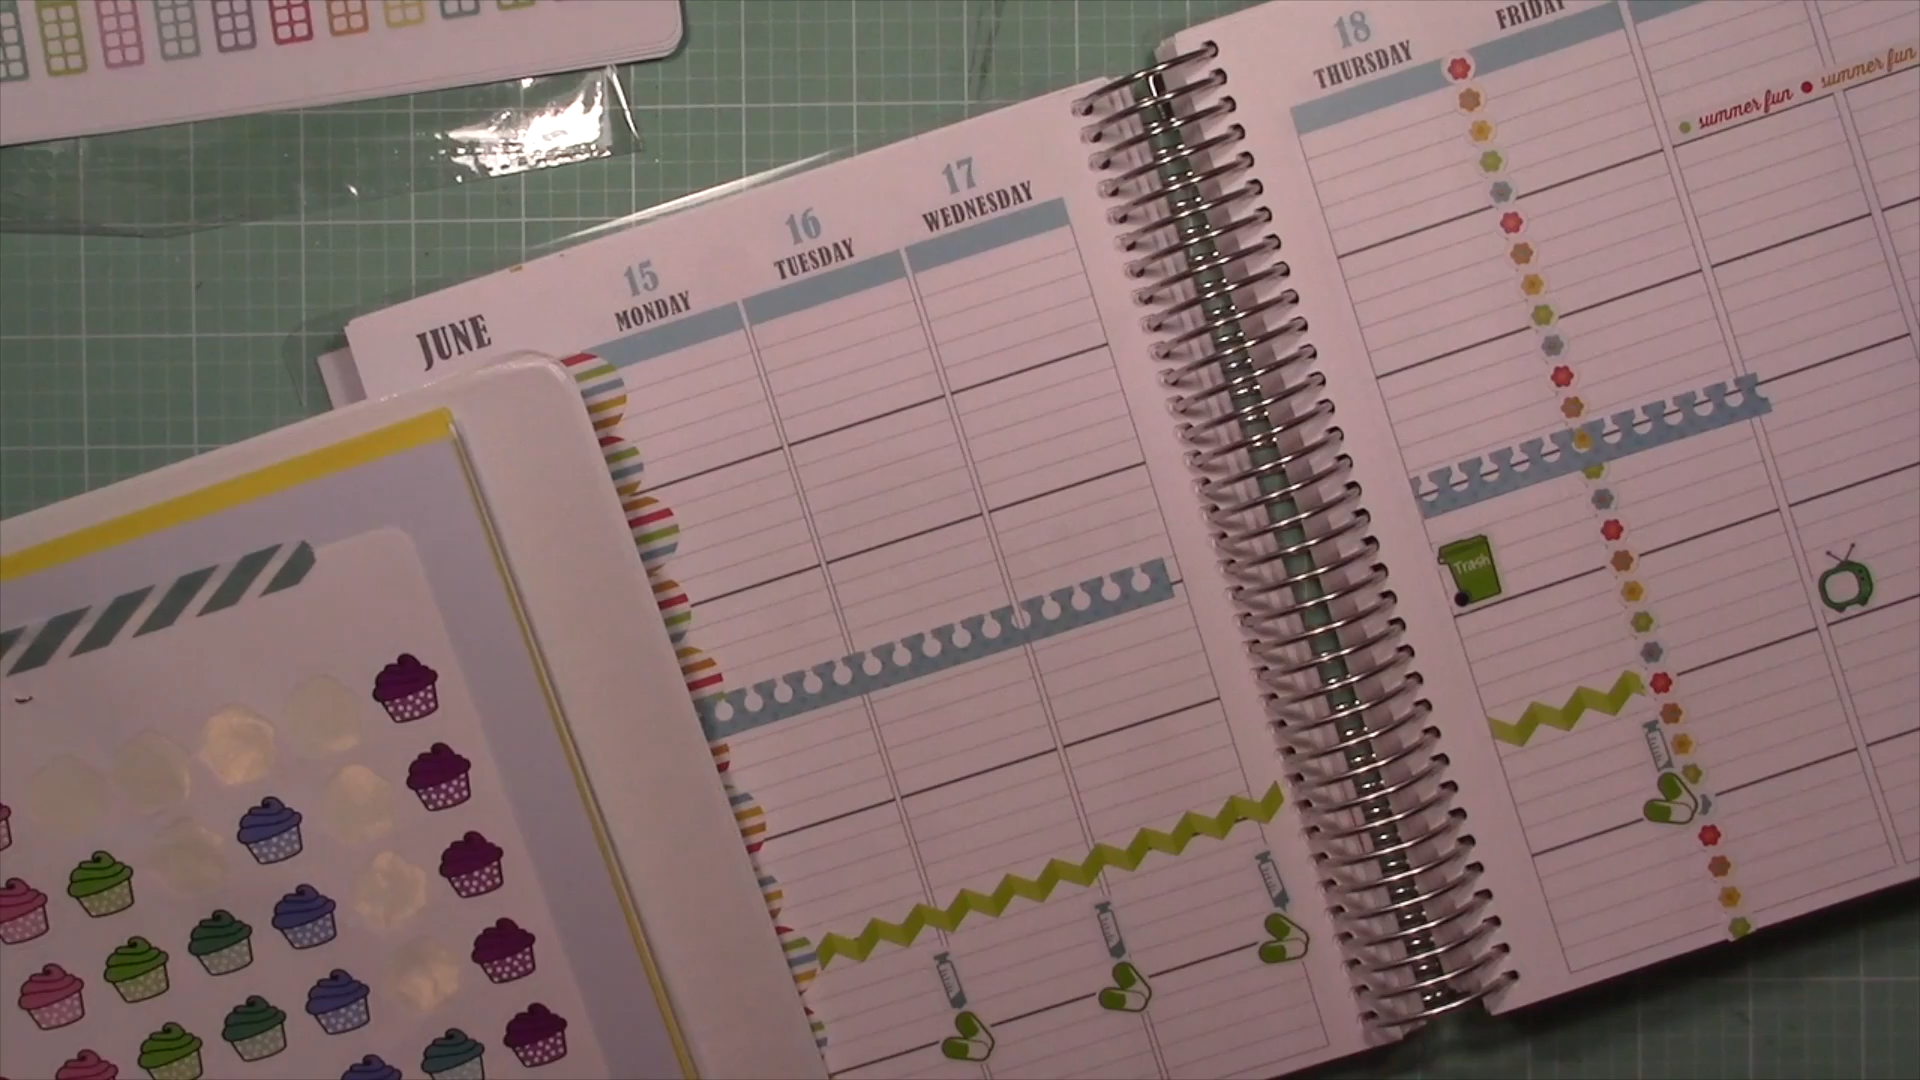 JUNE
15
MONDAY
16
TUESDAY
17
WEDNESDAY
18
THURSDAY
FRIDAY
summer fun
summer fun
Trash